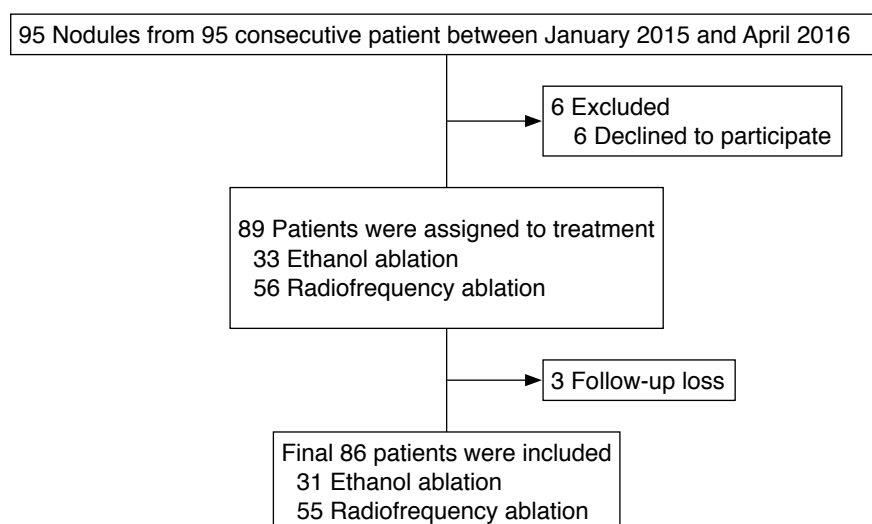 95 Nodules from 95 consecutive patient between January 2015 and April 2016
6 Excluded
6 Declined to participate
89 Patients were assigned to treatment
33 Ethanol ablation
56 Radiofrequency ablation
3 Follow-up loss
Final 86 patients were included
31 Ethanol ablation
55 Radiofrequency ablation